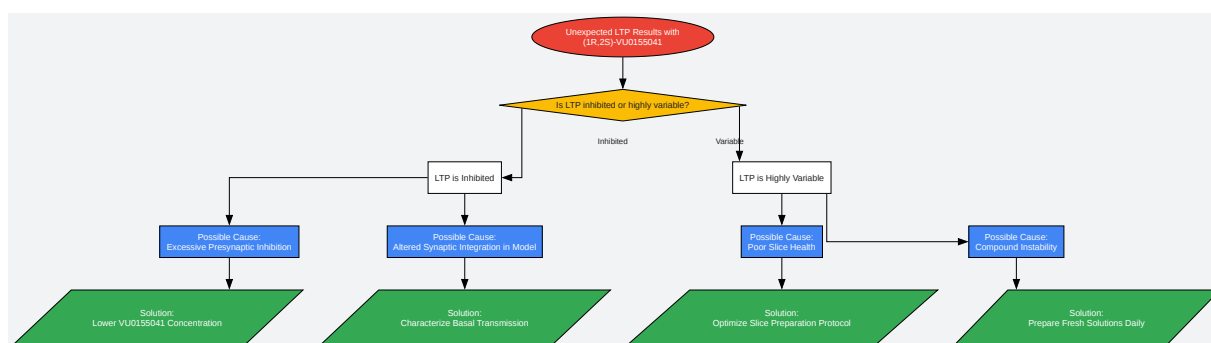 Unexpected LTP Results with
(1R,2S)-VU0155041
Is LTP inhibited or highly variable?
Inhibited
Variable
LTP is Inhibited
LTP is Highly Variable
Possible Cause:
Excessive Presynaptic Inhibition
Possible Cause:
Altered Synaptic Integration in Model
Possible Cause:
Poor Slice Health
Possible Cause:
Compound Instability
Solution:
Lower VU0155041 Concentration
Solution:
Characterize Basal Transmission
Solution:
Optimize Slice Preparation Protocol
Solution:
Prepare Fresh Solutions Daily